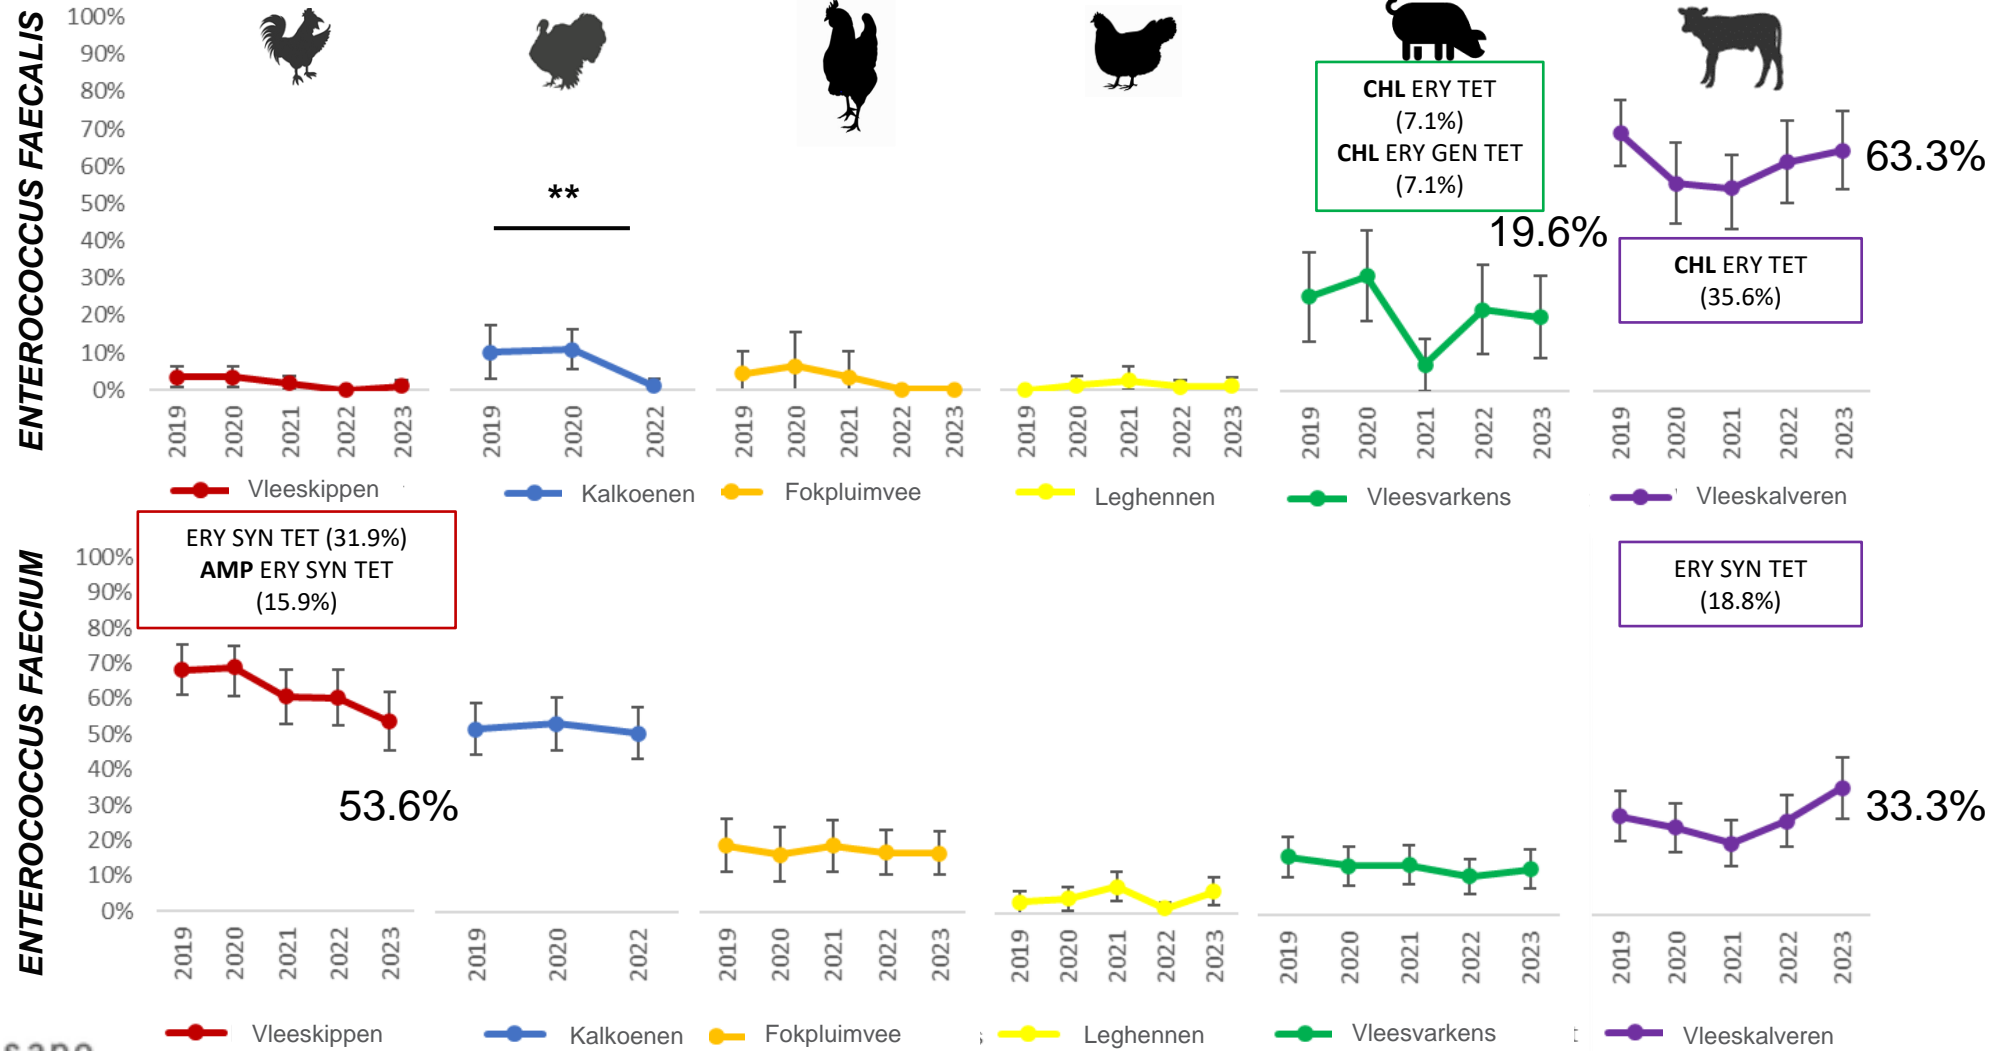 ENTEROCOCCUS FAECALIS
100%
90%
80%
70%
60%
50%
40%
30%
20%
10%
0%
**
CHL ERY TET
(7.1%)
CHL ERY GEN TET
(7.1%)
19.6%
63.3%
CHL ERY TET
(35.6%)
2019 2020 2021 2022 2023
2019 2020 2022
2019 2020 2021 2022 2023
2019 2020 2021 2022 2023
2019 2020 2021 2022 2023
2019 2020 2021 2022 2023
Vleeskippen
Kalkoenen
Fokpluimvee
Leghennen
Vleesvarkens
Vleeskalveren
ENTEROCOCCUS FAECIUM
100%
90%
80%
70%
60%
50%
40%
30%
20%
10%
0%
ERY SYN TET (31.9%)
AMP ERY SYN TET
(15.9%)
53.6%
ERY SYN TET
(18.8%)
33.3%
2019 2020 2021 2022 2023
2019 2020 2022
2019 2020 2021 2022 2023
2019 2020 2021 2022 2023
2019 2020 2021 2022 2023
2019 2020 2021 2022 2023
Vleeskippen
Kalkoenen
Fokpluimvee
Leghennen
Vleesvarkens
Vleeskalveren